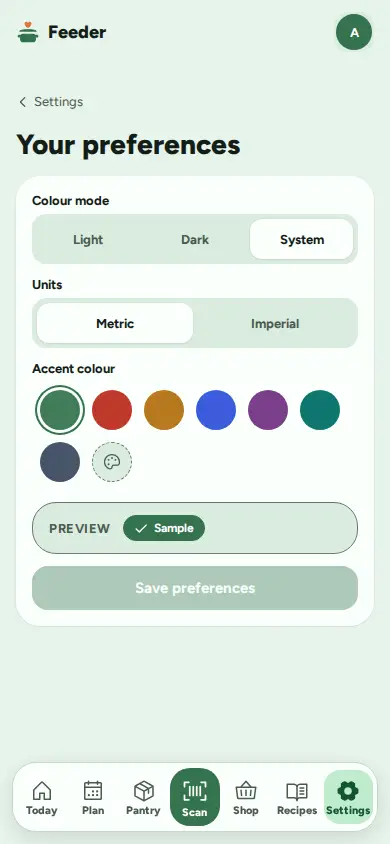 Feeder
A
Settings
Your preferences
Colour mode
Light Dark System
Units
Metric Imperial
Accent colour
PREVIEW Sample
Save preferences
Today Plan Pantry Scan Shop Recipes Settings